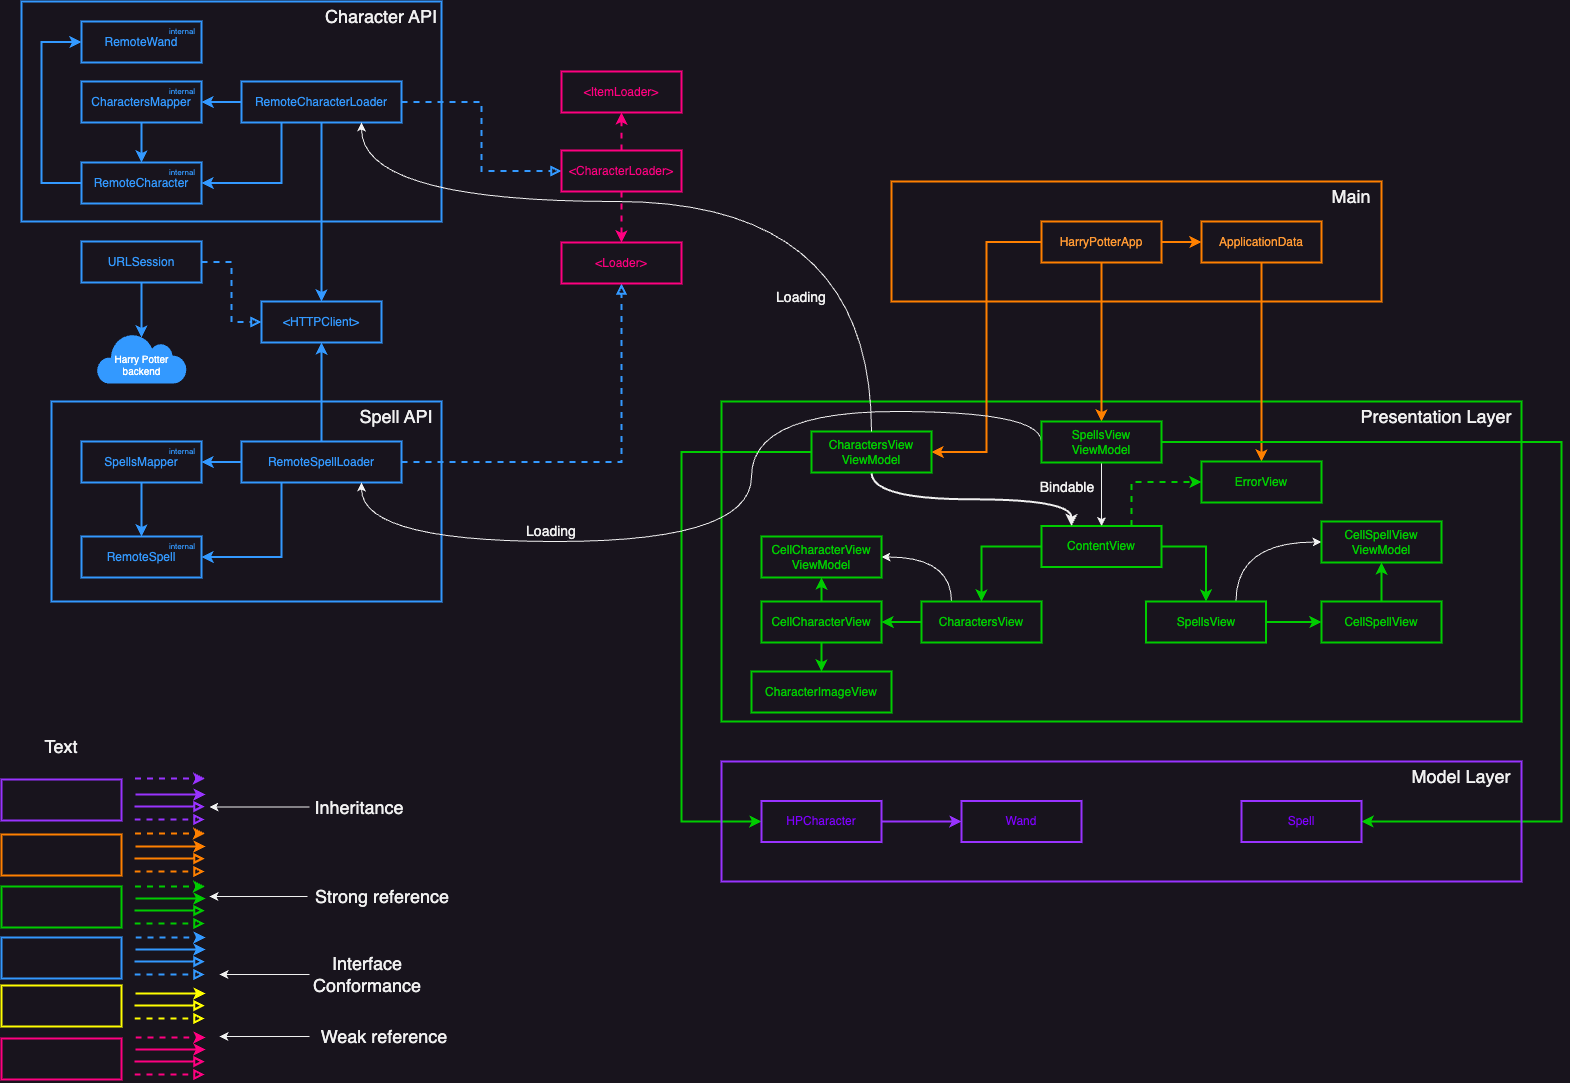 Character API
internal
RemoteWand
internal
CharactersMapper
RemoteCharacterLoader
internal
RemoteCharacter
<ItemLoader>
<CharacterLoader>
<Loader>
URLSession
<HTTPClient>
Harry Potter
backend
Main
HarryPotterApp
ApplicationData
Loading
Spell API
internal
SpellsMapper
RemoteSpellLoader
internal
RemoteSpell
Loading
Presentation Layer
CharactersView
ViewModel
SpellsView
ViewModel
ErrorView
Bindable
ContentView
CellCharacterView
ViewModel
CellSpellView
ViewModel
CellCharacterView
CharactersView
SpellsView
CellSpellView
CharacterImageView
Model Layer
HPCharacter
Wand
Spell
Text
Inheritance
Strong reference
Interface
Conformance
Weak reference